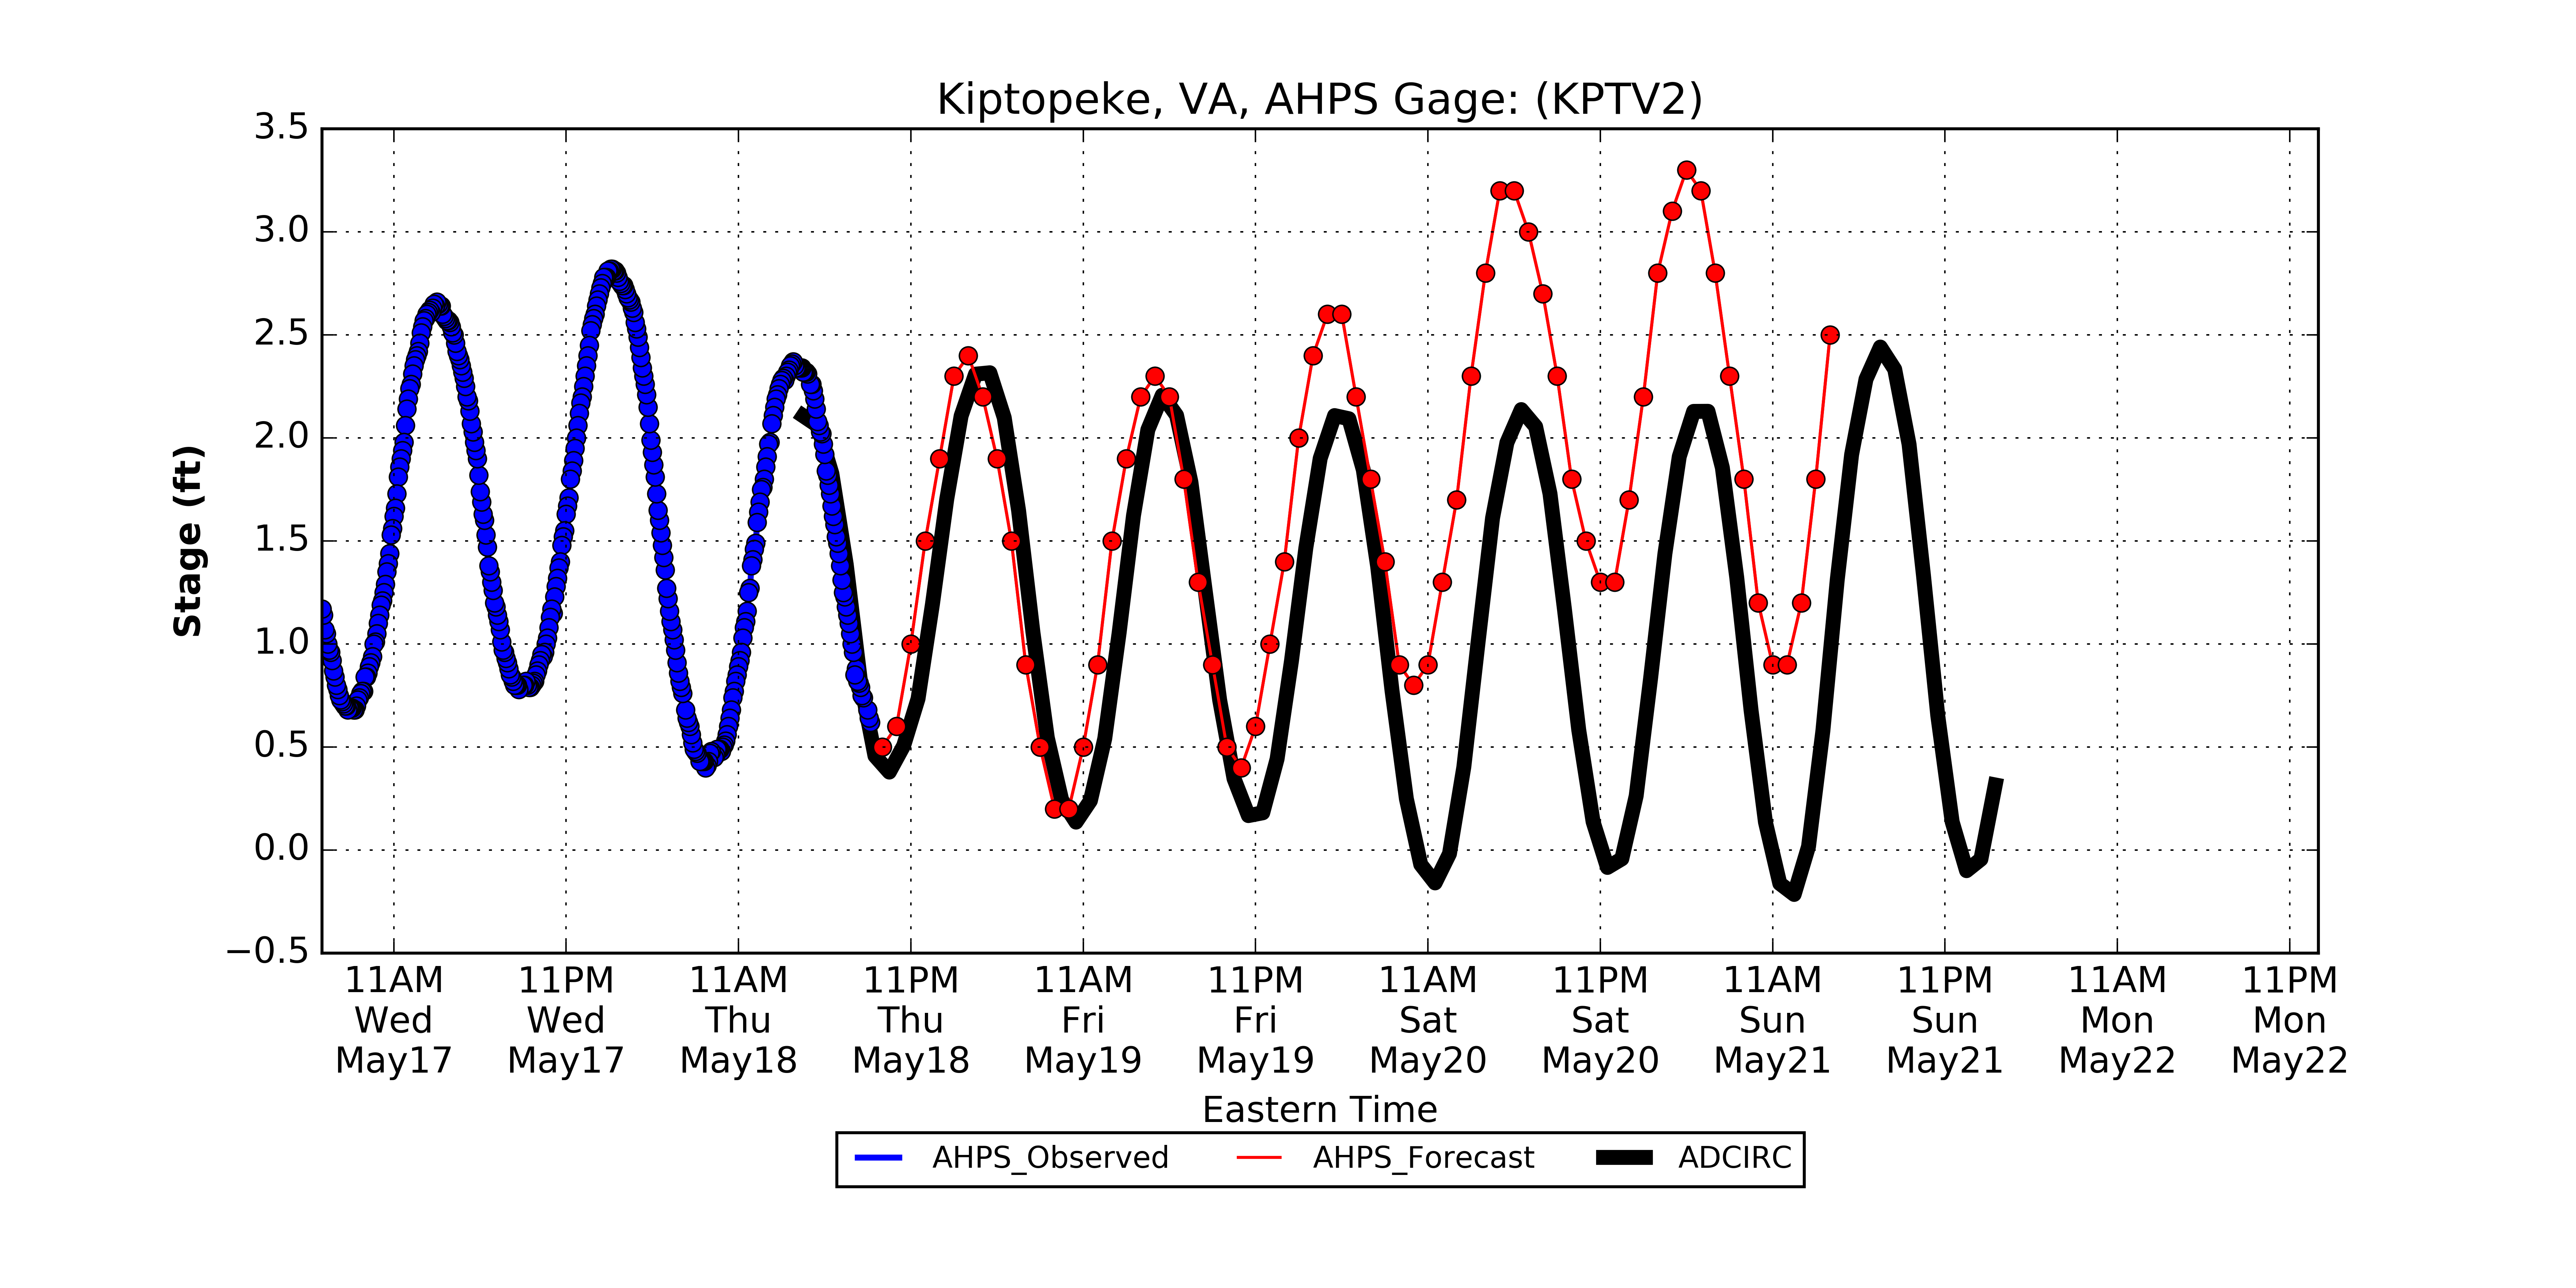 Kiptopeke, VA, AHPS Gage: (KPTV2)
3.5
3.0
2.5
2.0
1.5
1.0
0.5
0.0
−0.5
Stage (ft)
11AM 11PM 11AM 11PM 11AM 11PM 11AM 11PM 11AM 11PM 11AM 11PM
Wed Wed Thu Thu Fri Fri Sat Sat Sun Sun Mon Mon
May17 May17 May18 May18 May19 May19 May20 May20 May21 May21 May22 May22
Eastern Time
AHPS_Observed AHPS_Forecast ADCIRC